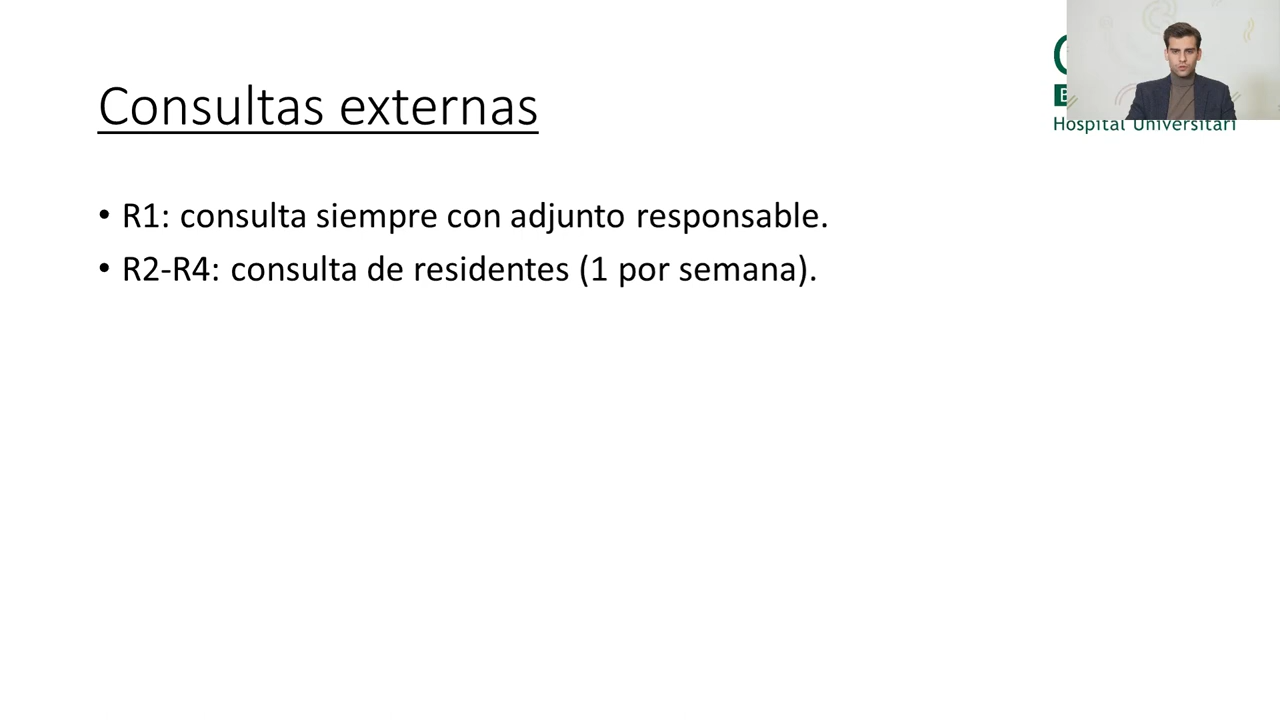 Consultas externas
• R1: consulta siempre con adjunto responsable.
• R2-R4: consulta de residentes (1 por semana).
Hospital Universitari